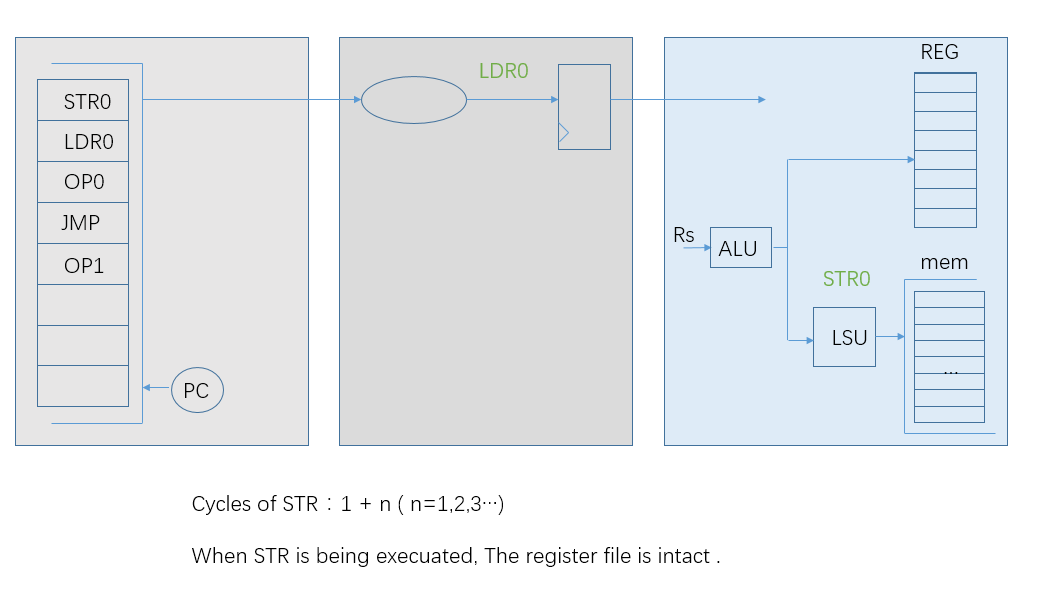 REG
LDR0
STR0
LDR0
OP0
JMP
OP1
PC
Rs
ALU
mem
STR0
LSU
...
Cycles of STR：1 + n ( n=1,2,3···)
When STR is being execuated, The register file is intact .